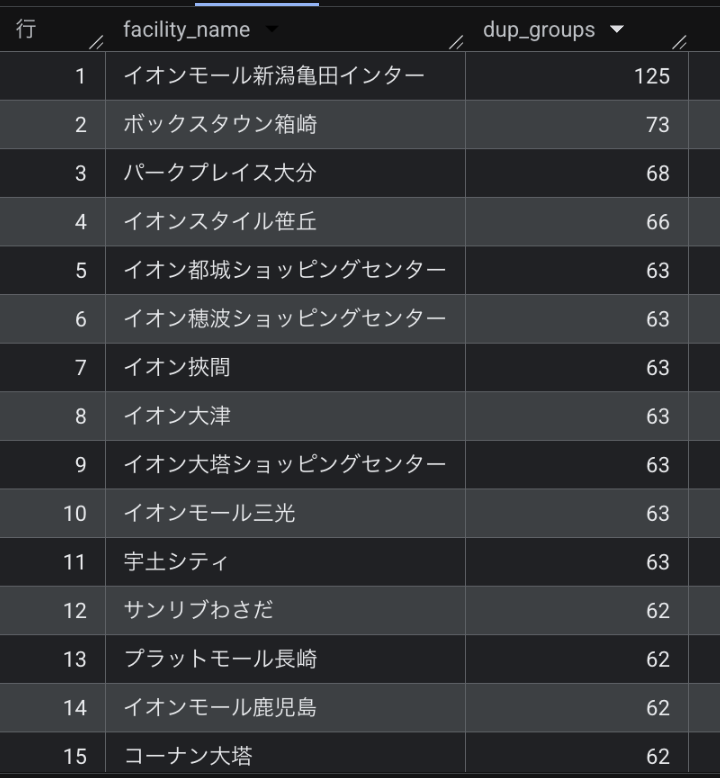 行 facility_name dup_groups
1 イオンモール新潟亀田インター 125
2 ボックスタウン箱崎 73
3 パークプレイス大分 68
4 イオンスタイル笹丘 66
5 イオン都城ショッピングセンター 63
6 イオン穂波ショッピングセンター 63
7 イオン挾間 63
8 イオン大津 63
9 イオン大塔ショッピングセンター 63
10 イオンモール三光 63
11 宇土シティ 63
12 サンリブわさだ 62
13 プラットモール長崎 62
14 イオンモール鹿児島 62
15 コーナン大塔 62